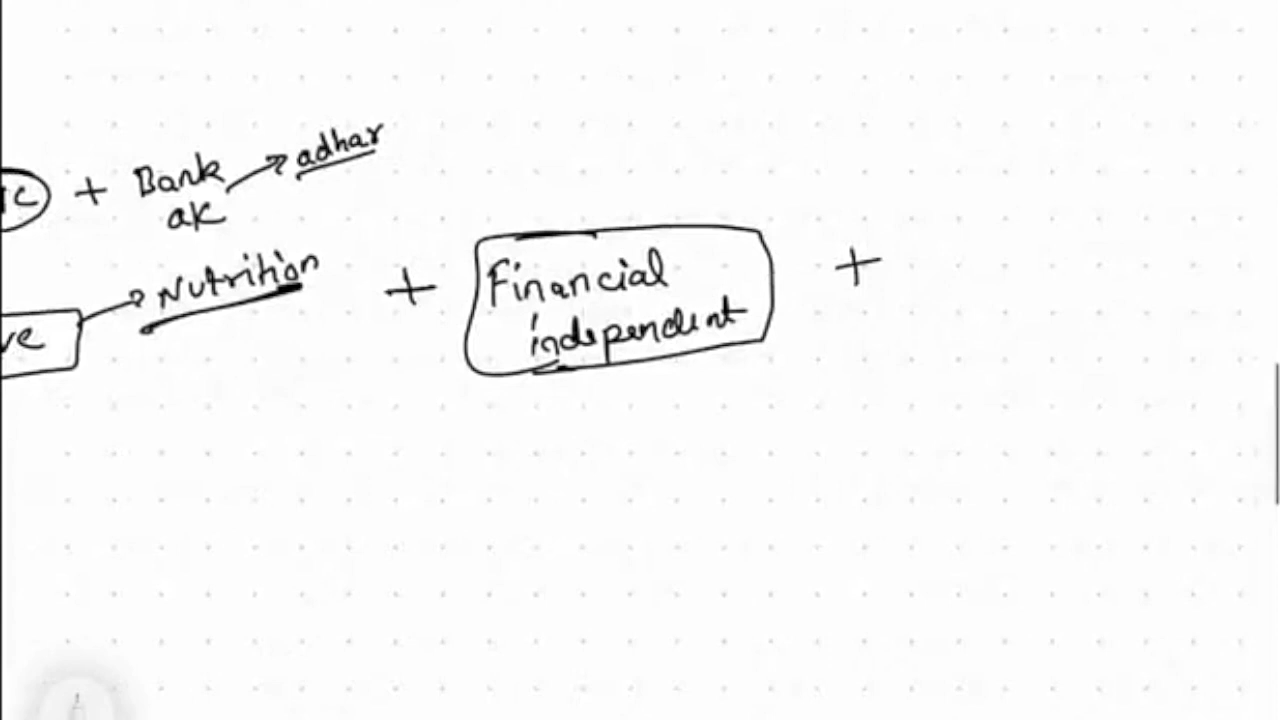 + Bank → adhar
ak
→ Nutrition + Financial +
independent